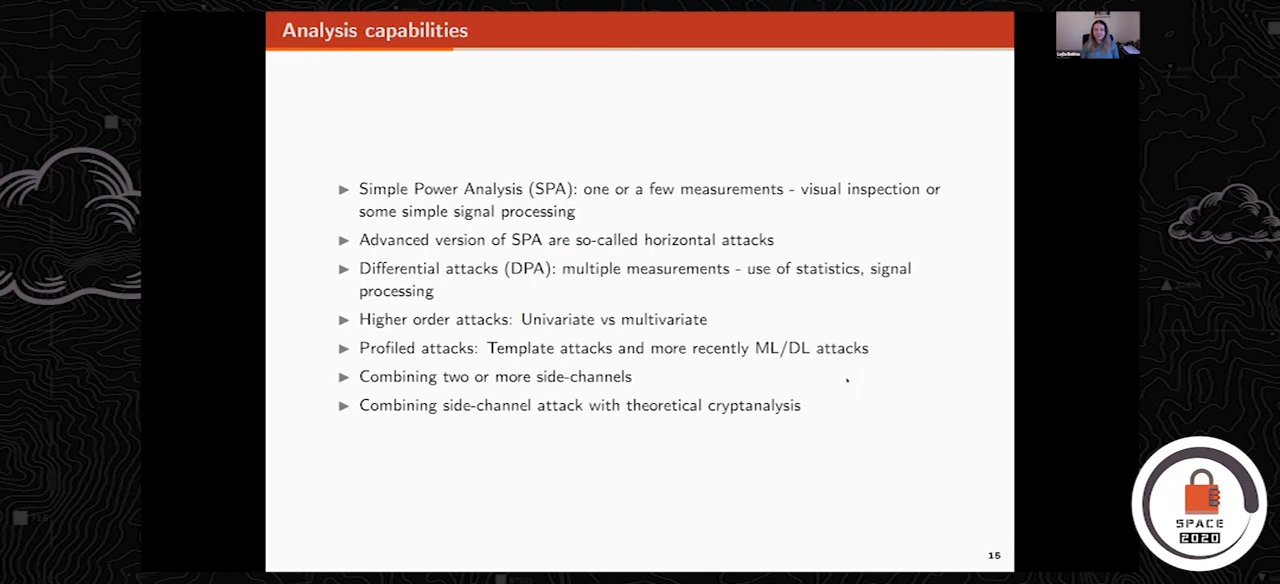 Analysis capabilities
▶ Simple Power Analysis (SPA): one or a few measurements - visual inspection or
some simple signal processing
▶ Advanced version of SPA are so-called horizontal attacks
▶ Differential attacks (DPA): multiple measurements - use of statistics, signal
processing
▶ Higher order attacks: Univariate vs multivariate
▶ Profiled attacks: Template attacks and more recently ML/DL attacks
▶ Combining two or more side-channels
▶ Combining side-channel attack with theoretical cryptanalysis
15
SPACE
2020